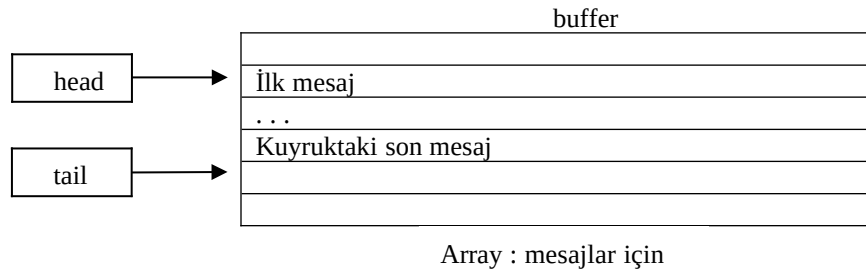 buffer
head
İlk mesaj
. . .
Kuyruktaki son mesaj
tail
Array : mesajlar için